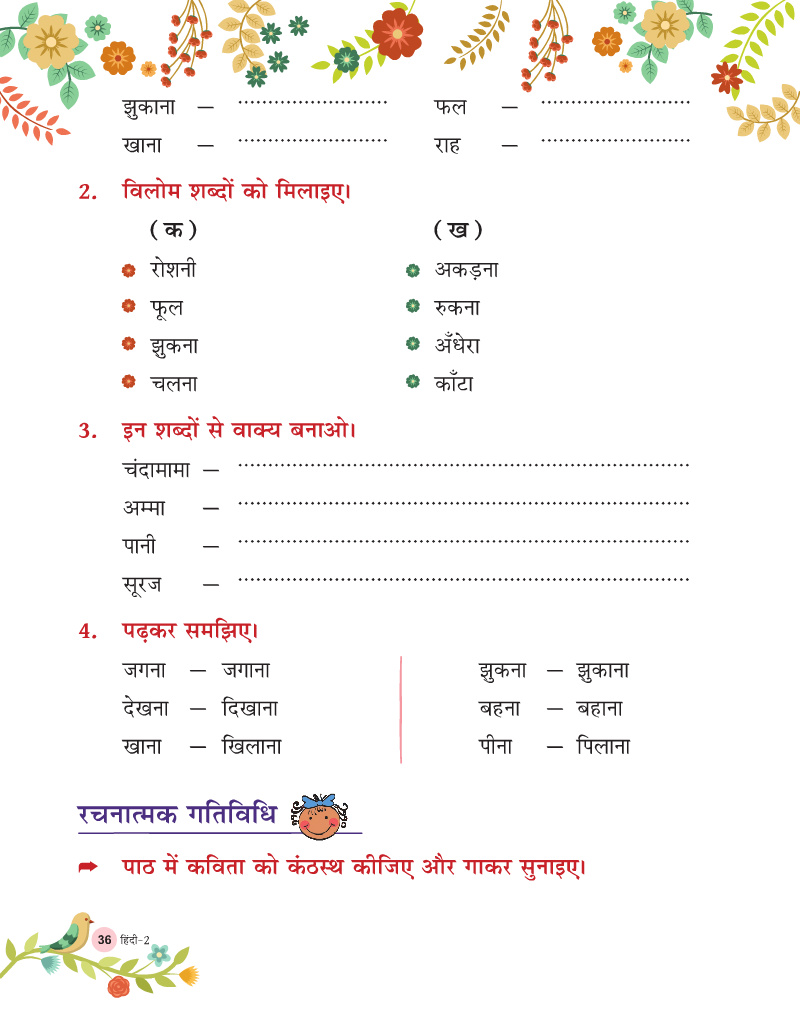 झुकाना — ........................... फल — ...........................
खाना — ........................... राह — ...........................
2. विलोम शब्दों को मिलाइए।
( क ) ( ख )
रोशनी अकड़ना
फूल रुकना
झुकना अँधेरा
चलना काँटा
3. इन शब्दों से वाक्य बनाओ।
चंदामामा — ...........................
अम्मा — ...........................
पानी — ...........................
सूरज — ...........................
4. पढ़कर समझिए।
जगना — जगाना झुकना — झुकाना
देखना — दिखाना बहना — बहाना
खाना — खिलाना पीना — पिलाना
रचनात्मक गतिविधि
पाठ में कविता को कंठस्थ कीजिए और गाकर सुनाइए।
36 हिंदी-2